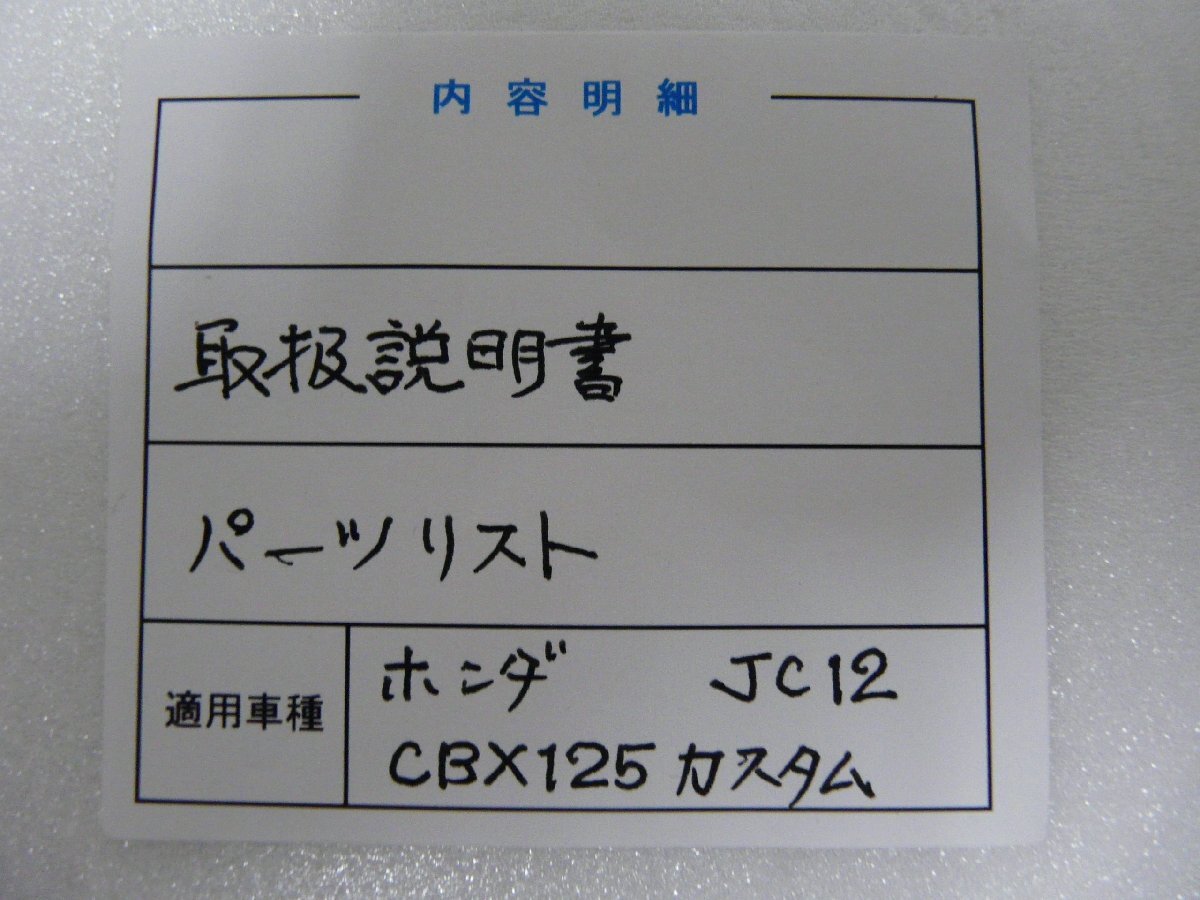 内容明細
取扱説明書
パーツリスト
適用車種
ホンダ JC12
CBX125カスタム